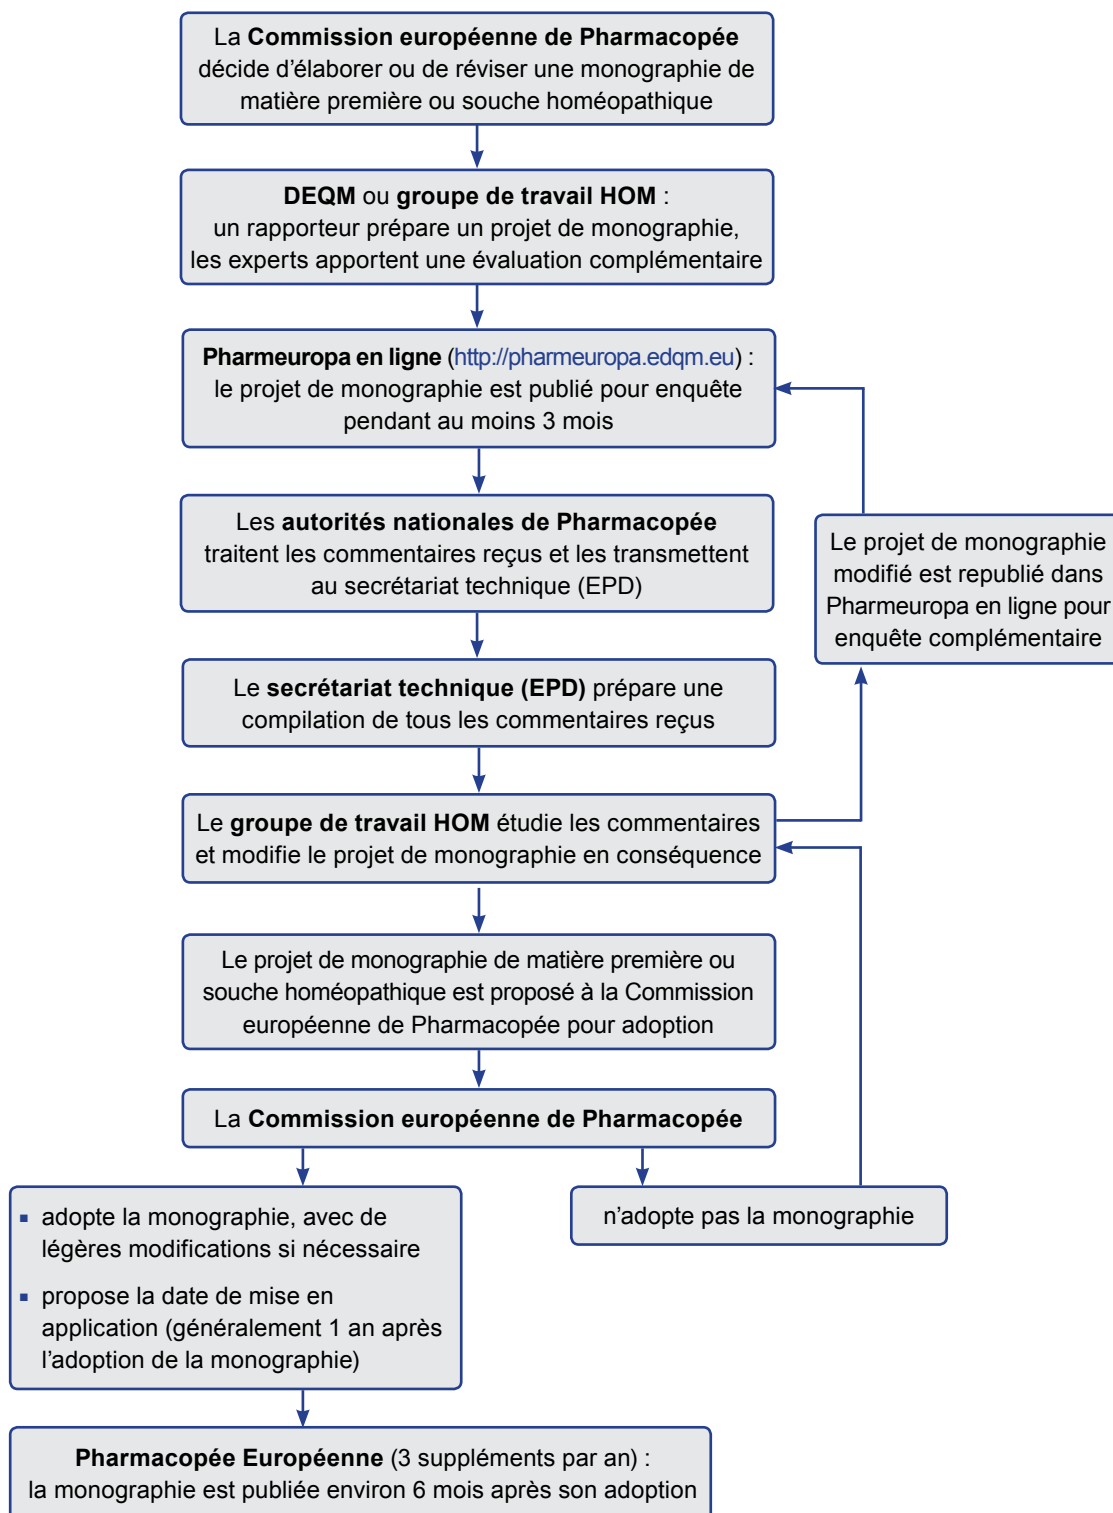 La Commission européenne de Pharmacopée
décide d'élaborer ou de réviser une monographie de
matière première ou souche homéopathique
DEQM ou groupe de travail HOM :
un rapporteur prépare un projet de monographie,
les experts apportent une évaluation complémentaire
Pharmeuropa en ligne (http://pharmeuropa.edqm.eu) :
le projet de monographie est publié pour enquête
pendant au moins 3 mois
Les autorités nationales de Pharmacopée
traitent les commentaires reçus et les transmettent
au secrétariat technique (EPD)
Le projet de monographie
modifié est republié dans
Pharmeuropa en ligne pour
enquête complémentaire
Le secrétariat technique (EPD) prépare une
compilation de tous les commentaires reçus
Le groupe de travail HOM étudie les commentaires
et modifie le projet de monographie en conséquence
Le projet de monographie de matière première ou
souche homéopathique est proposé à la Commission
européenne de Pharmacopée pour adoption
La Commission européenne de Pharmacopée
▪ adopte la monographie, avec de
légères modifications si nécessaire
▪ propose la date de mise en
application (généralement 1 an après
l'adoption de la monographie)
n'adopte pas la monographie
Pharmacopée Européenne (3 suppléments par an) :
la monographie est publiée environ 6 mois après son adoption